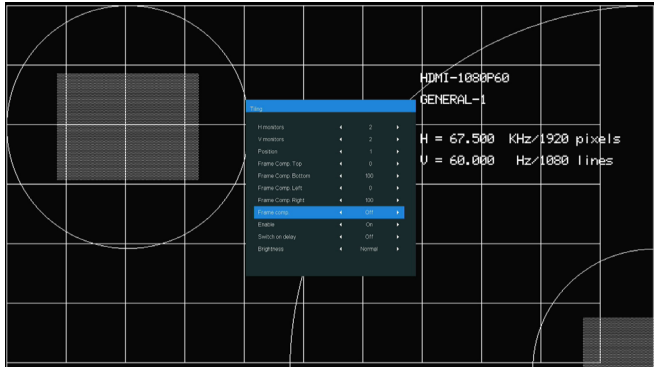 HDMI-1080P60
GENERAL-1
H = 67.500 KHz/1920 pixels
V = 60.000 Hz/1080 lines
Tiling
H monitors 2
V monitors 2
Position 1
Frame Comp. Top 0
Frame Comp. Bottom 100
Frame Comp. Left 0
Frame Comp. Right 100
Frame comp. Off
Enable On
Switch on delay Off
Brightness Normal